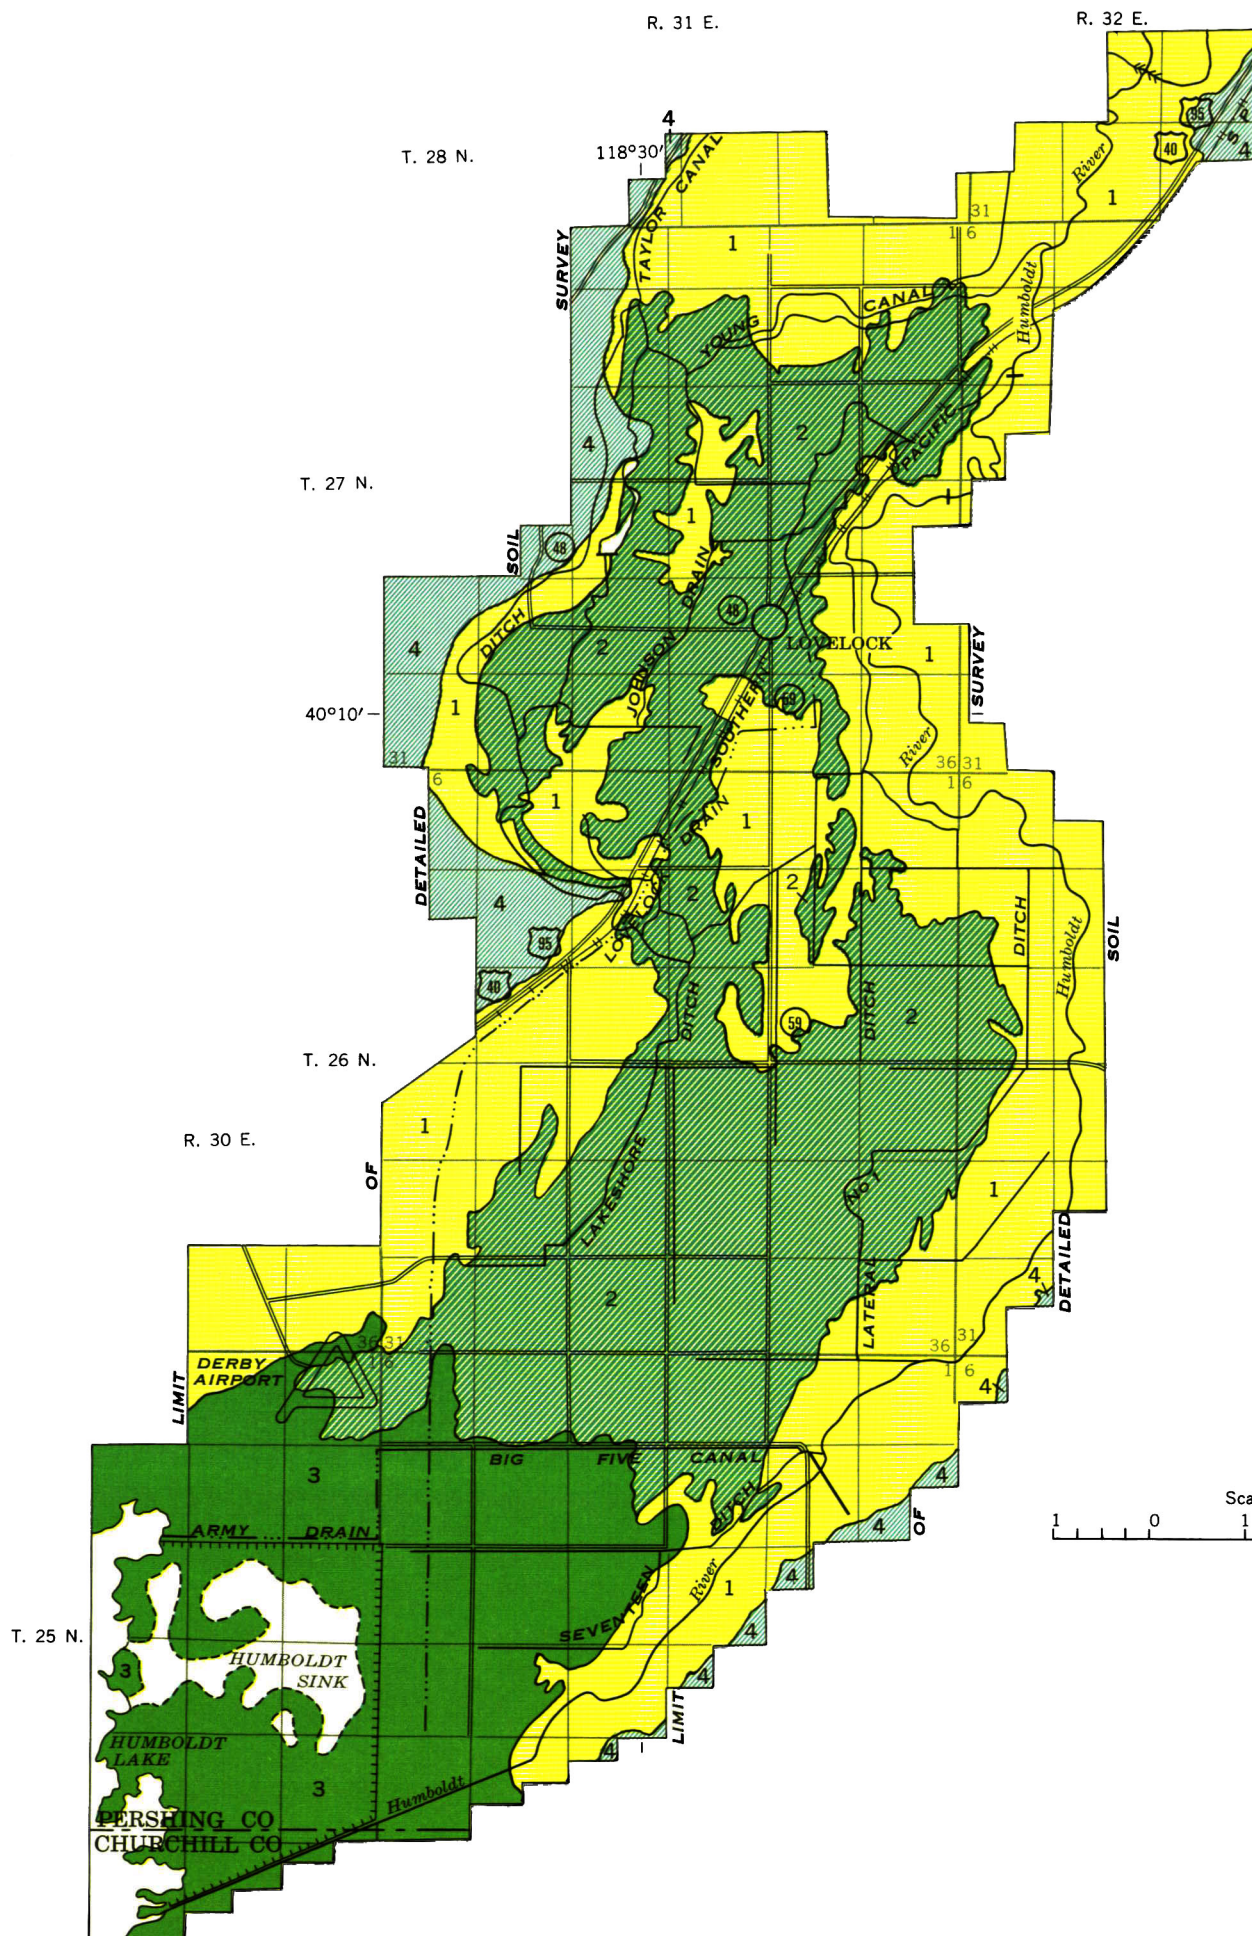 R. 31 E.
R. 32 E.
95
S P
4
40
4
118°30'
T. 28 N.
TAYLOR CANAL
River
1
31
1 6
SURVEY
1
CANAL
Humboldt
YOUNG
4
2
PACIFIC
T. 27 N.
1
SOIL
48
DRAIN
48
DITCH
2
LOVELOCK
4
1
SURVEY
JOHNSON
SOUTHERN
59
1
40°10'
River
31
6
36 31
1 6
1
1
DETAILED
DRAIN
2
2
4
LOVELOCK
DITCH
Humboldt
SOIL
95
40
DITCH
59
DITCH
2
T. 26 N.
1
R. 30 E.
OF
LAKESHORE
No 1
1
DETAILED
4
2
LATERAL
36 31
1 6
36 31
1 6
DERBY
AIRPORT
LIMIT
4
BIG FIVE CANAL
3
4
DITCH
Sca
1 0 1
OF
4
ARMY DRAIN
River
1
4
SEVENTEEN
T. 25 N.
4
HUMBOLDT
SINK
3
4
LIMIT
HUMBOLDT
LAKE
4
3
Humboldt
PERSHING CO
CHURCHILL CO